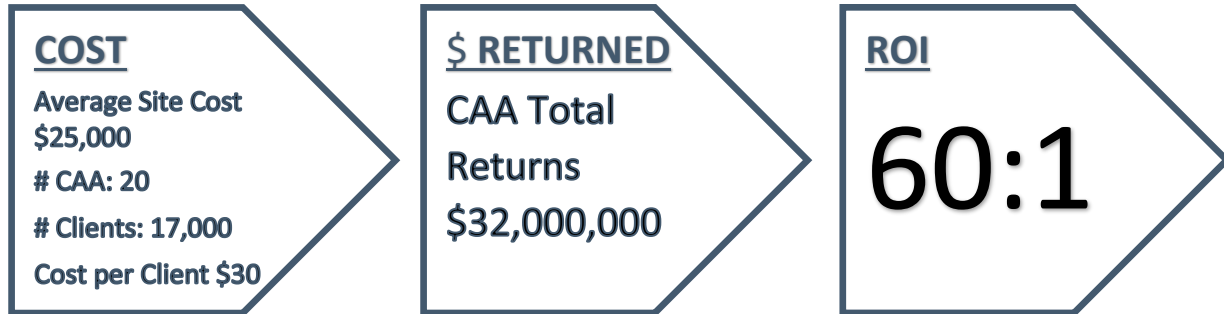 COST
Average Site Cost
$25,000
# CAA: 20
# Clients: 17,000
Cost per Client $30
$ RETURNED
CAA Total
Returns
$32,000,000
ROI
60:1